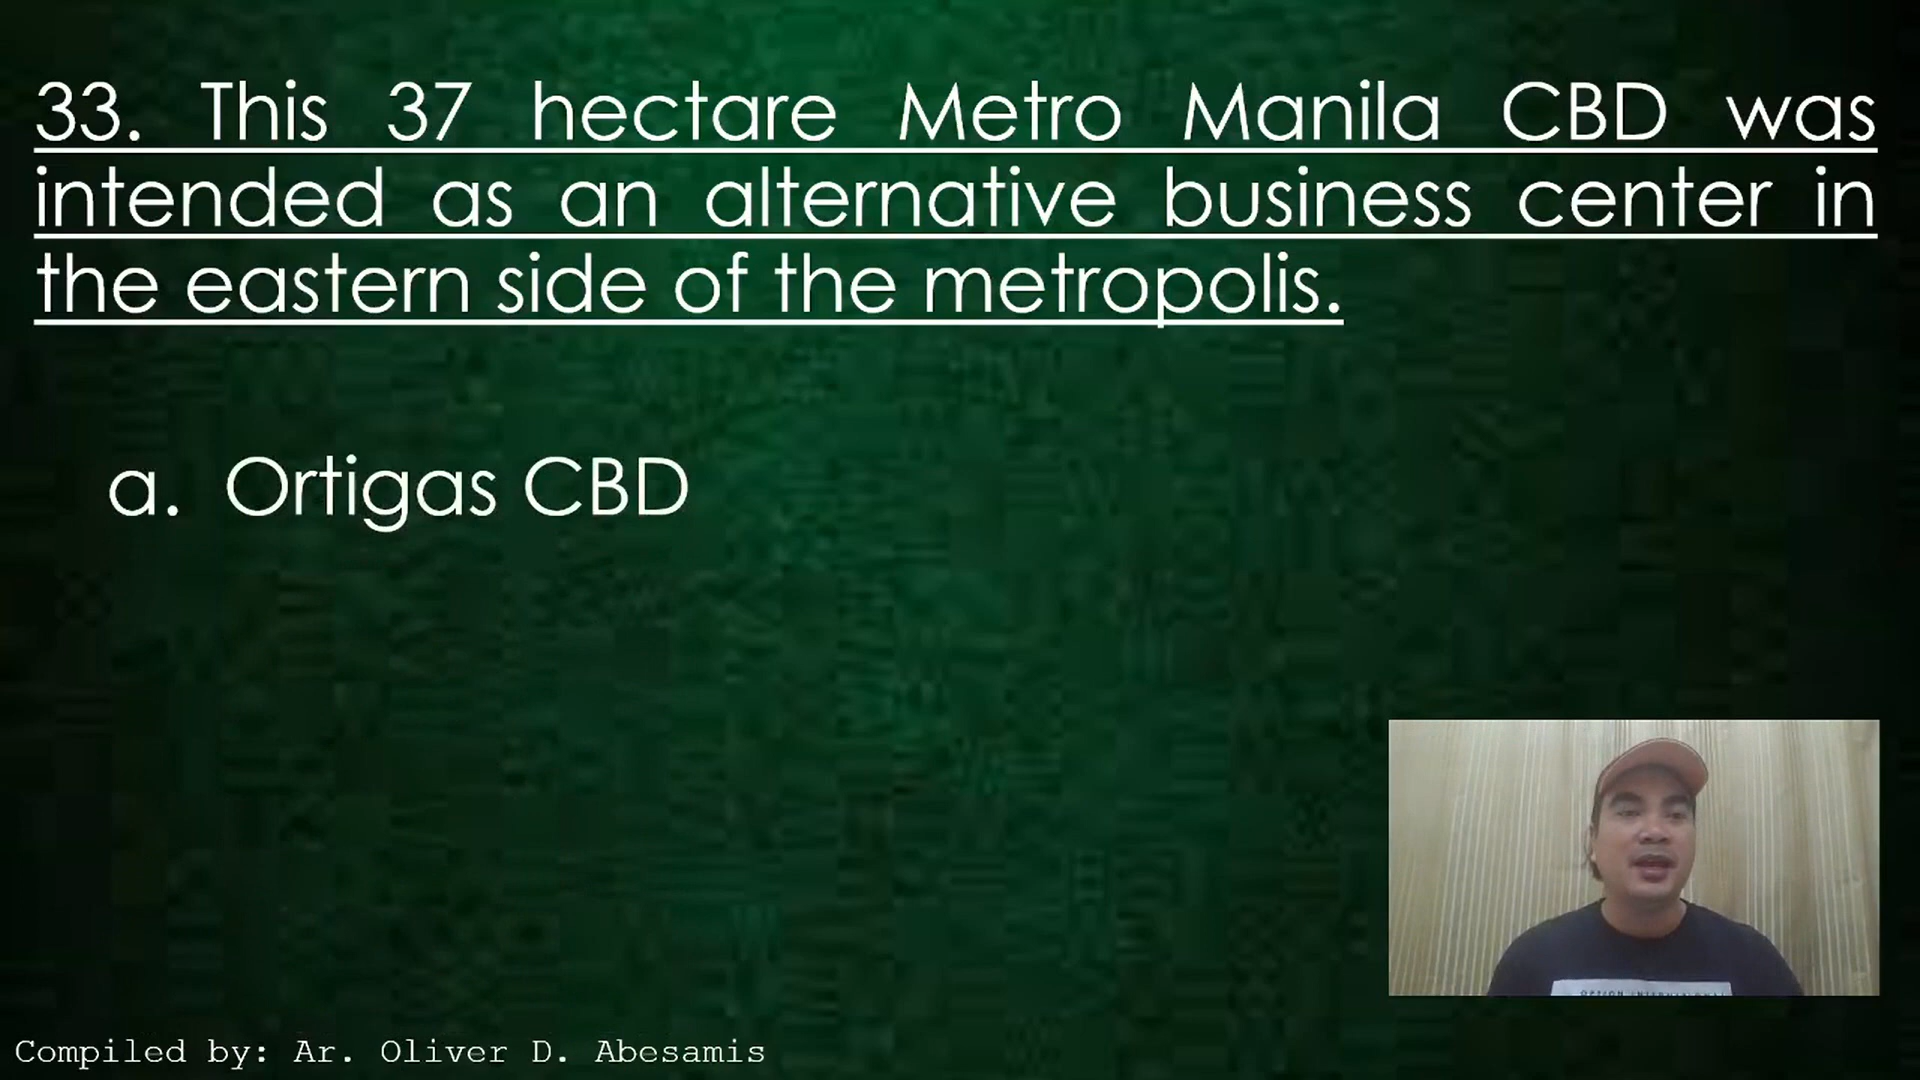 33. This 37 hectare Metro Manila CBD was
intended as an alternative business center in
the eastern side of the metropolis.
a. Ortigas CBD
Compiled by: Ar. Oliver D. Abesamis